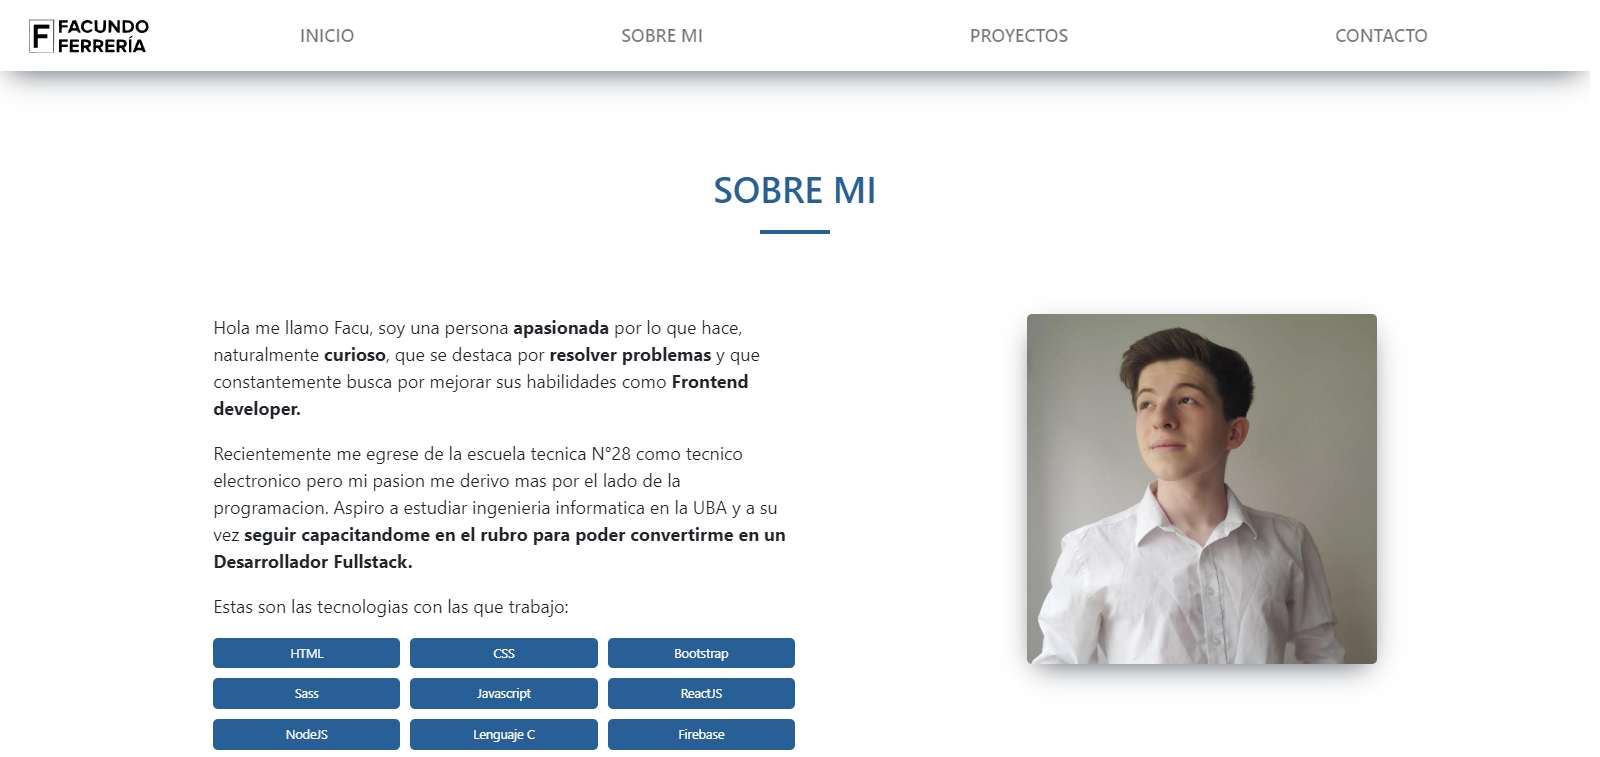 FACUNDO
FERRERÍA
F
INICIO
SOBRE MI
PROYECTOS
CONTACTO
SOBRE MI
Hola me llamo Facu, soy una persona apasionada por lo que hace,
naturalmente curioso, que se destaca por resolver problemas y que
constantemente busca por mejorar sus habilidades como Frontend
developer.
Recientemente me egrese de la escuela tecnica N°28 como tecnico
electronico pero mi pasion me derivo mas por el lado de la
programacion. Aspiro a estudiar ingenieria informatica en la UBA y a su
vez seguir capacitandome en el rubro para poder convertirme en un
Desarrollador Fullstack.
Estas son las tecnologias con las que trabajo:
HTML
CSS
Bootstrap
Sass
Javascript
ReactJS
NodeJS
Lenguaje C
Firebase